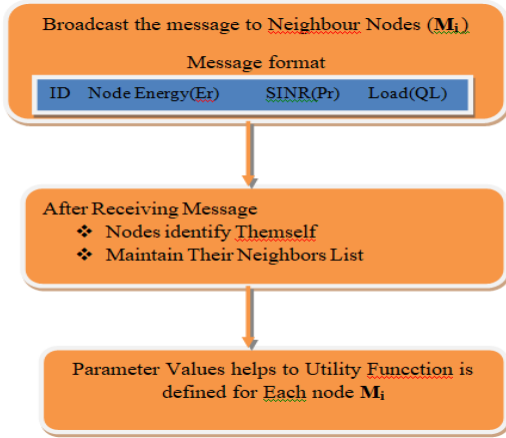 Broadcast the message to Neighbour Nodes (Mi)
Message format
ID Node Energy(Er) SINR(Pr) Load(QL)
After Receiving Message
❖ Nodes identify Themself
❖ Maintain Their Neighbors List
Parameter Values helps to Utility Funcction is
defined for Each node Mi